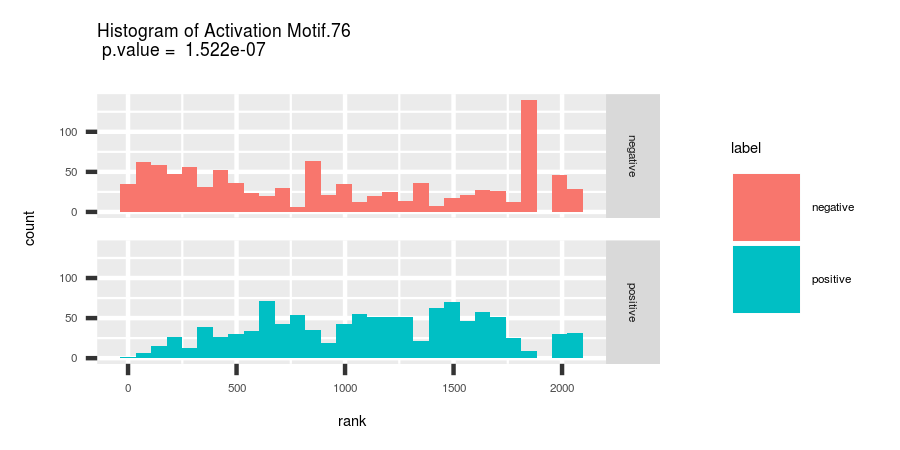 Histogram of Activation Motif.76
p.value = 1.522e-07
count
100
50
0
negative
100
50
0
positive
0 500 1000 1500 2000
rank
label
negative
positive